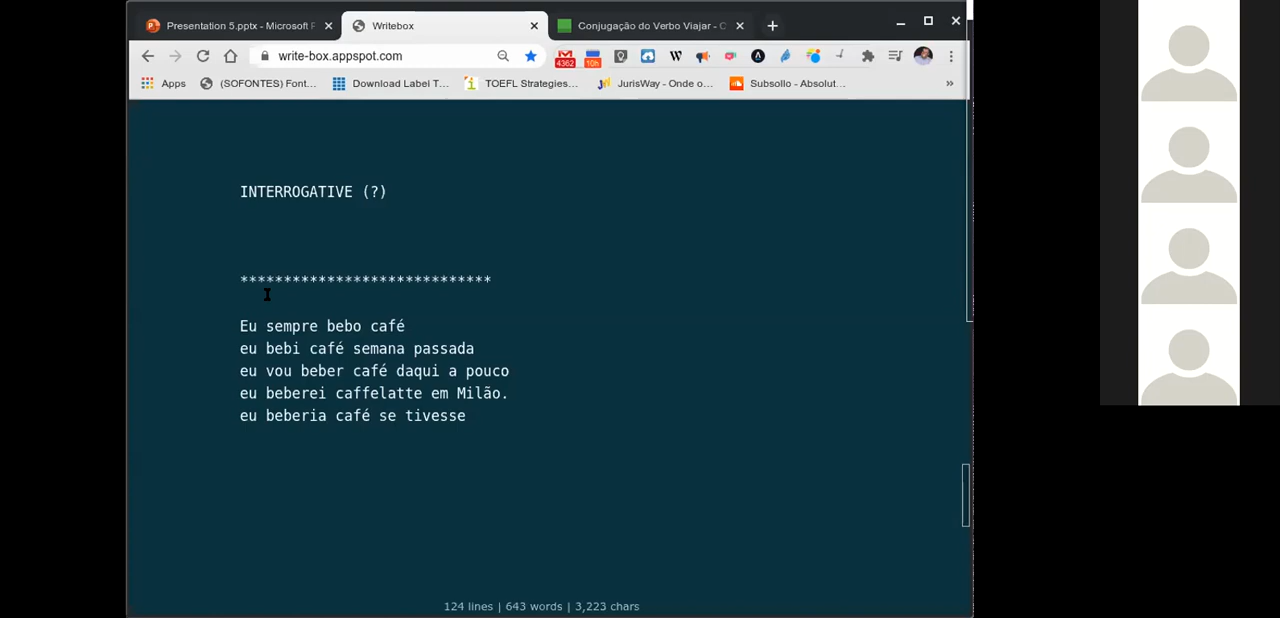 Presentation 5.pptx - Microsoft P
Writebox
Conjugação do Verbo Viajar - C
write-box.appspot.com
4362
10h
Apps
(SOFONTES) Font...
Download Label T...
TOEFL Strategies...
JurisWay - Onde o...
Subsollo - Absolut...
»
INTERROGATIVE (?)
*****************************
Eu sempre bebo café
eu bebi café semana passada
eu vou beber café daqui a pouco
eu beberei caffelatte em Milão.
eu beberia café se tivesse
124 lines | 643 words | 3,223 chars